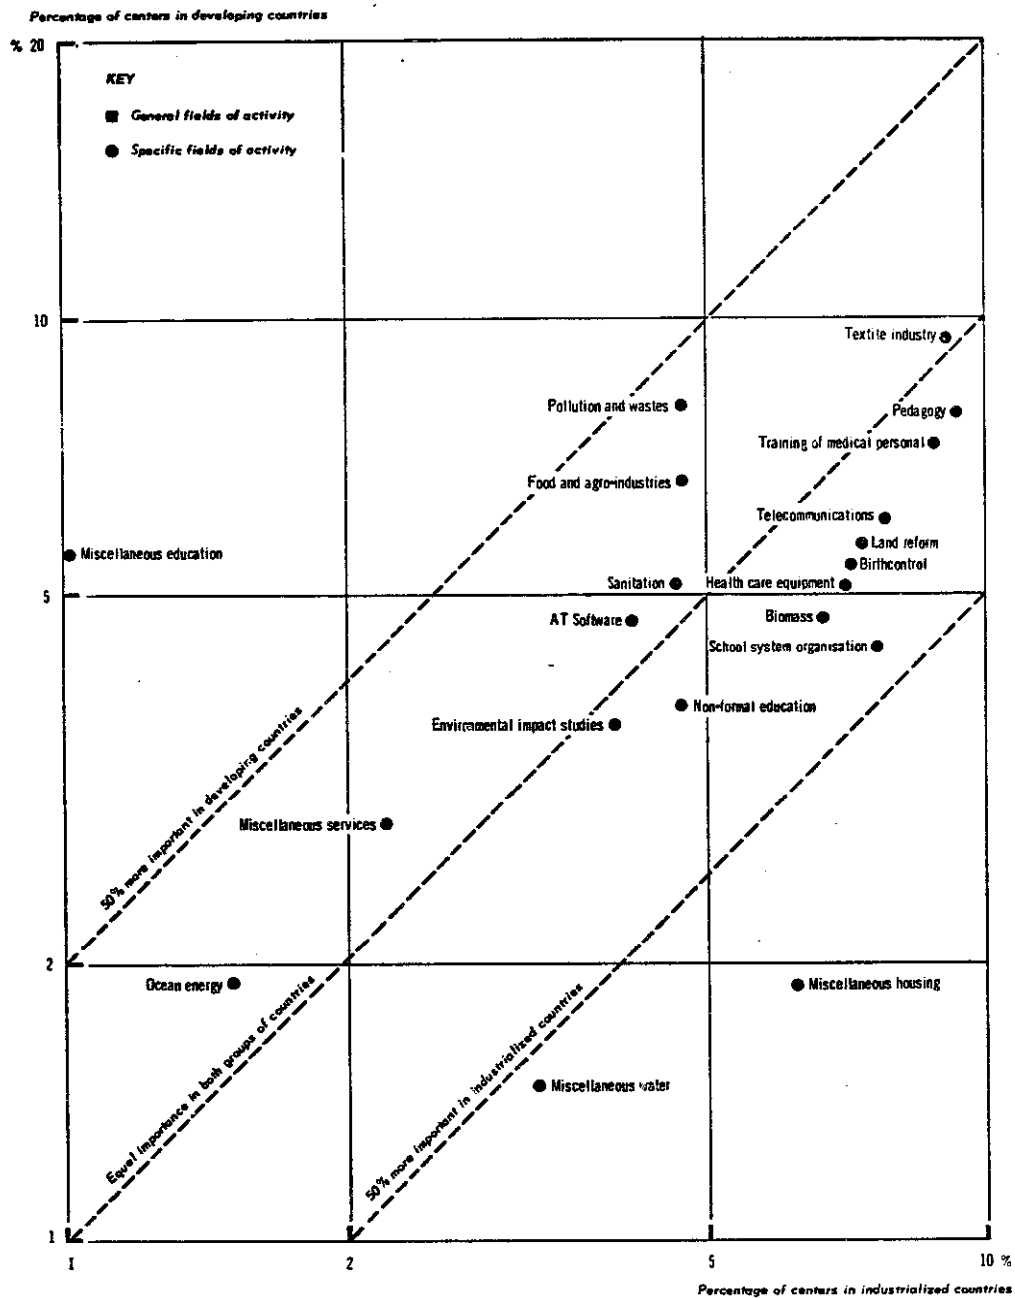 Percentage of centers in developing countries
% 20
KEY
General fields of activity
Specific fields of activity
10
Textile industry
Pollution and wastes
Pedagogy
Training of medical personal
Food and agro-industries
Telecommunications
Land reform
Miscellaneous education
Birthcontrol
Sanitation
Health care equipment
5
AT Software
Biomass
School system organisation
Non-formal education
Envirnmental impact studies
50% more important in developing countries
Miscellaneous services
2
Ocean energy
Miscellaneous housing
Equal importance in both groups of countries
50% more important in industrialized countries
Miscellaneous water
1
1 2 5 10 %
Percentage of centers in industrialized countries